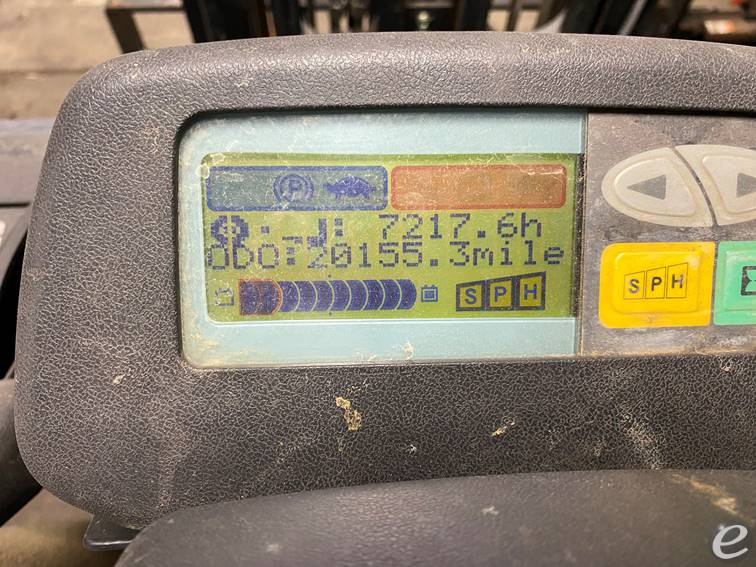 P
7217.6h
ODO: 20155.3mile
SPH
SPH
e